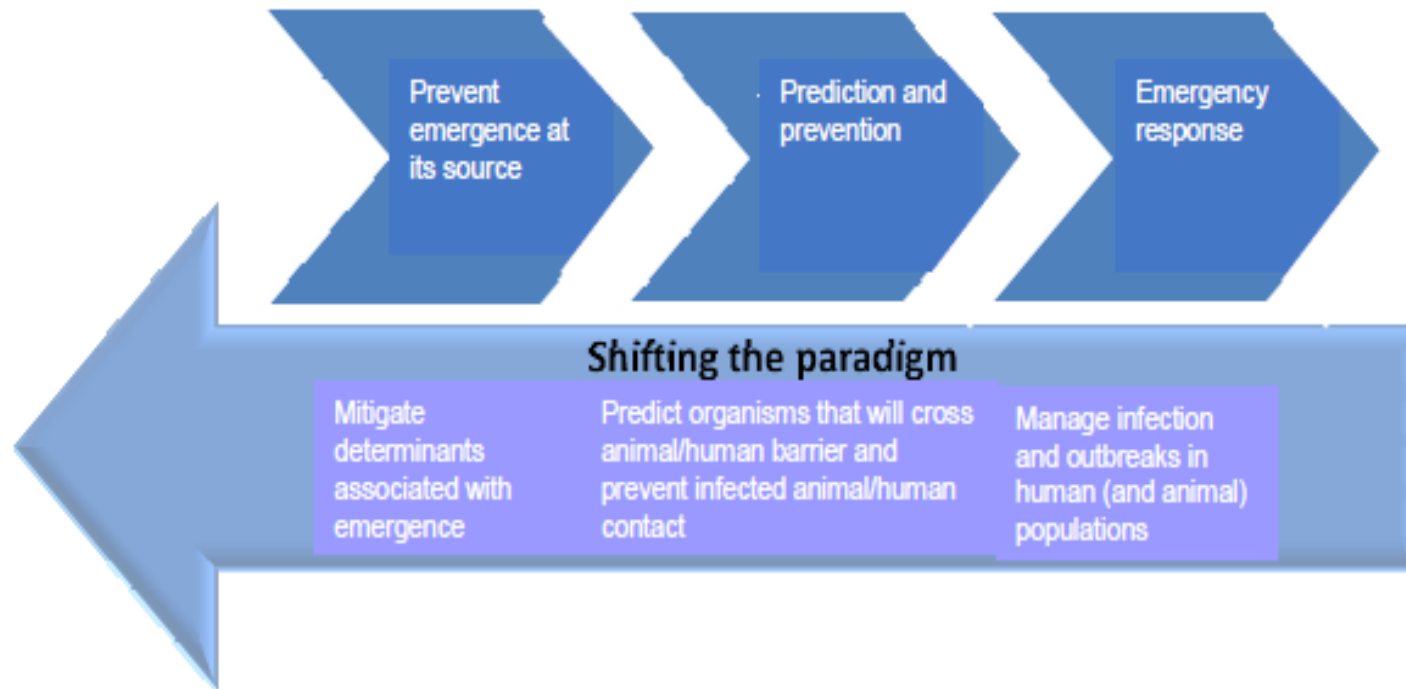 Prevent
emergence at
its source
Prediction and
prevention
Emergency
response
Shifting the paradigm
Mitigate
determinants
associated with
emergence
Predict organisms that will cross
animal/human barrier and
prevent infected animal/human
contact
Manage infection
and outbreaks in
human (and animal)
populations